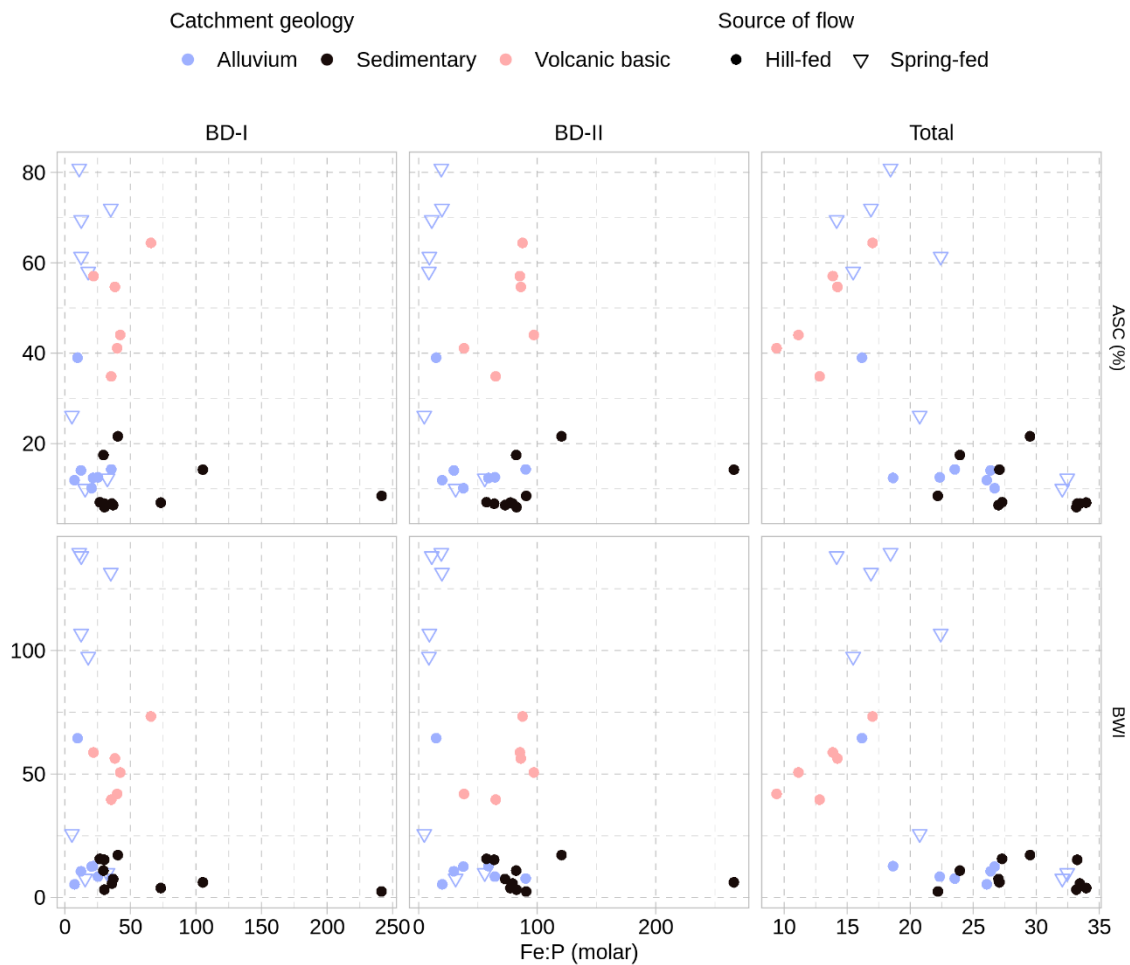 Catchment geology Source of flow
Alluvium Sedimentary Volcanic basic Hill-fed Spring-fed
BD-I BD-II Total
80
60
40
20
ASC (%)
100
50
0
BWI
0 50 100 150 200 250 0 100 200 10 15 20 25 30 35
Fe:P (molar)